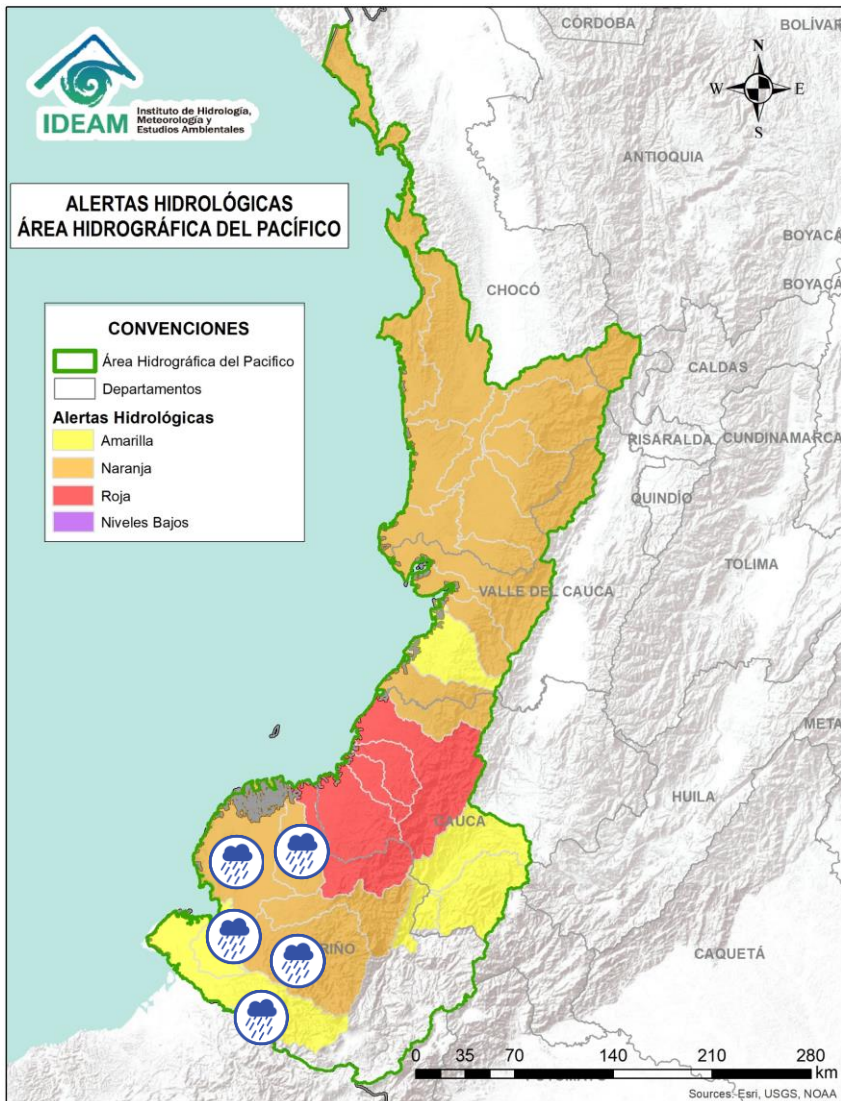 CÓRDOBA
BOLÍVAR
IDEAM
Instituto de Hidrología,
Meteorología y
Estudios Ambientales
N
W E
S
ANTIOQUIA
ALERTAS HIDROLÓGICAS
ÁREA HIDROGRÁFICA DEL PACÍFICO
BOYACÁ
BOYACÁ
CHOCÓ
CONVENCIONES
Área Hidrográfica del Pacifico
Departamentos
Alertas Hidrológicas
Amarilla
Naranja
Roja
Niveles Bajos
CALDAS
RISARALDA
CUNDINAMARCA
QUINDÍO
TOLIMA
VALLE DEL CAUCA
META
HUILA
CAUCA
RIÑO
CAQUETÁ
0 35 70 140 210 280
km
Sources: Esri, USGS, NOAA